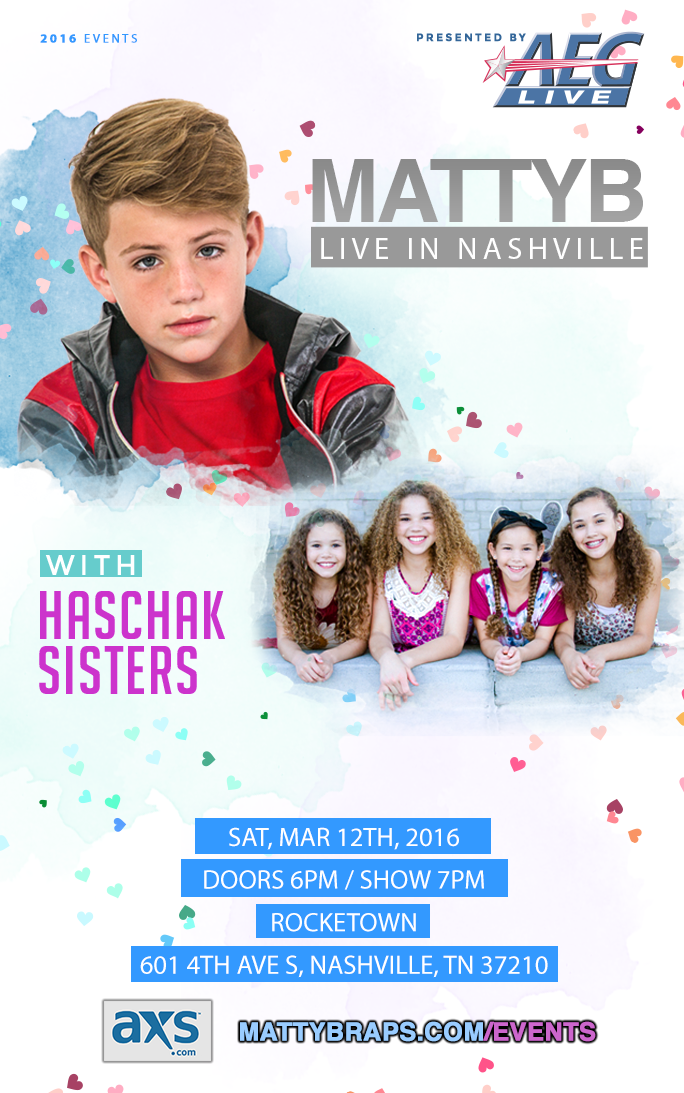 2016 EVENTS
PRESENTED BY
AEG
LIVE
MATTYB
LIVE IN NASHVILLE
WITH
HASCHAK
SISTERS
SAT, MAR 12TH, 2016
DOORS 6PM / SHOW 7PM
ROCKETOWN
601 4TH AVE S, NASHVILLE, TN 37210
axs
.com
MATTYBRAPS.COM/EVENTS